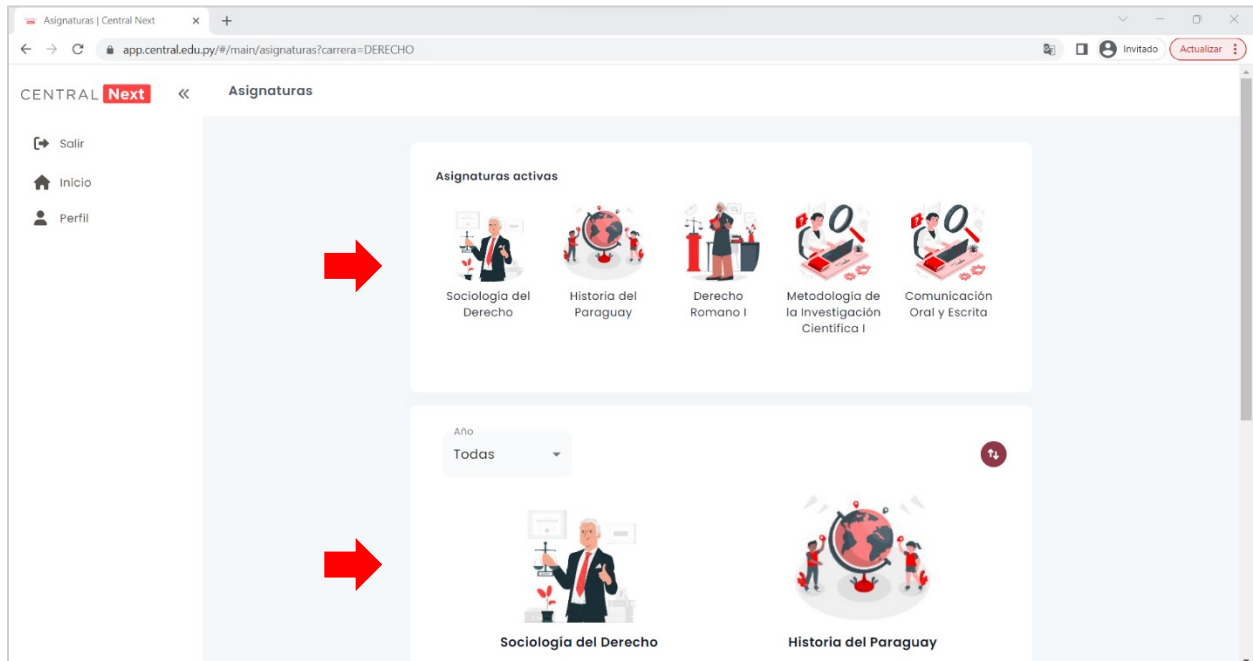 Asignaturas | Central Next
app.central.edu.py/#/main/asignaturas?carrera=DERECHO
Invitado
Actualizar
CENTRAL Next
Asignaturas
Salir
Inicio
Perfil
Asignaturas activas
Sociología del
Derecho
Historia del
Paraguay
Derecho
Romano I
Metodología de
la Investigación
Científica I
Comunicación
Oral y Escrita
Año
Todas
Sociología del Derecho
Historia del Paraguay